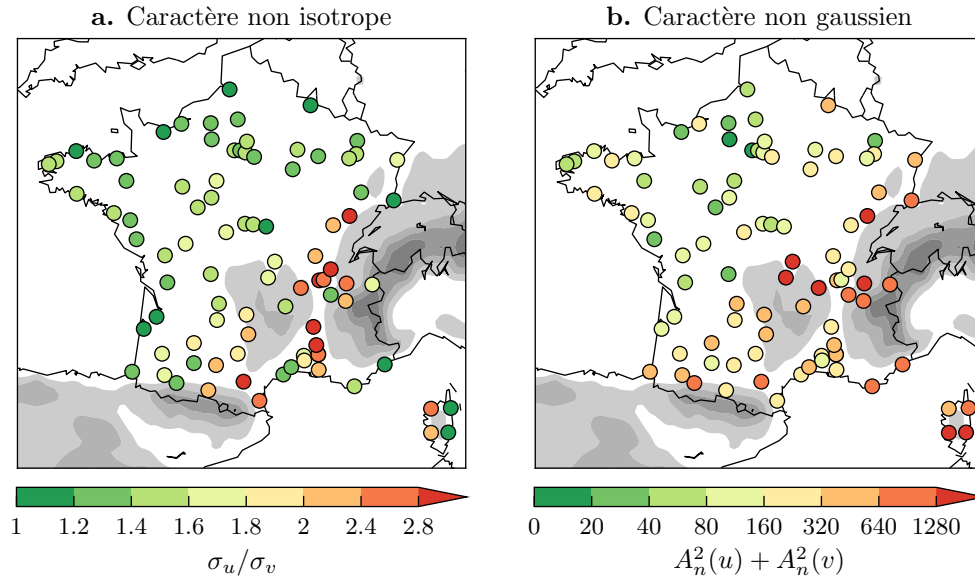 a. Caractère non isotrope
b. Caractère non gaussien
1 1.2 1.4 1.6 1.8 2 2.4 2.8
0 20 40 80 160 320 640 1280
σ_u/σ_v
A_n^2(u) + A_n^2(v)